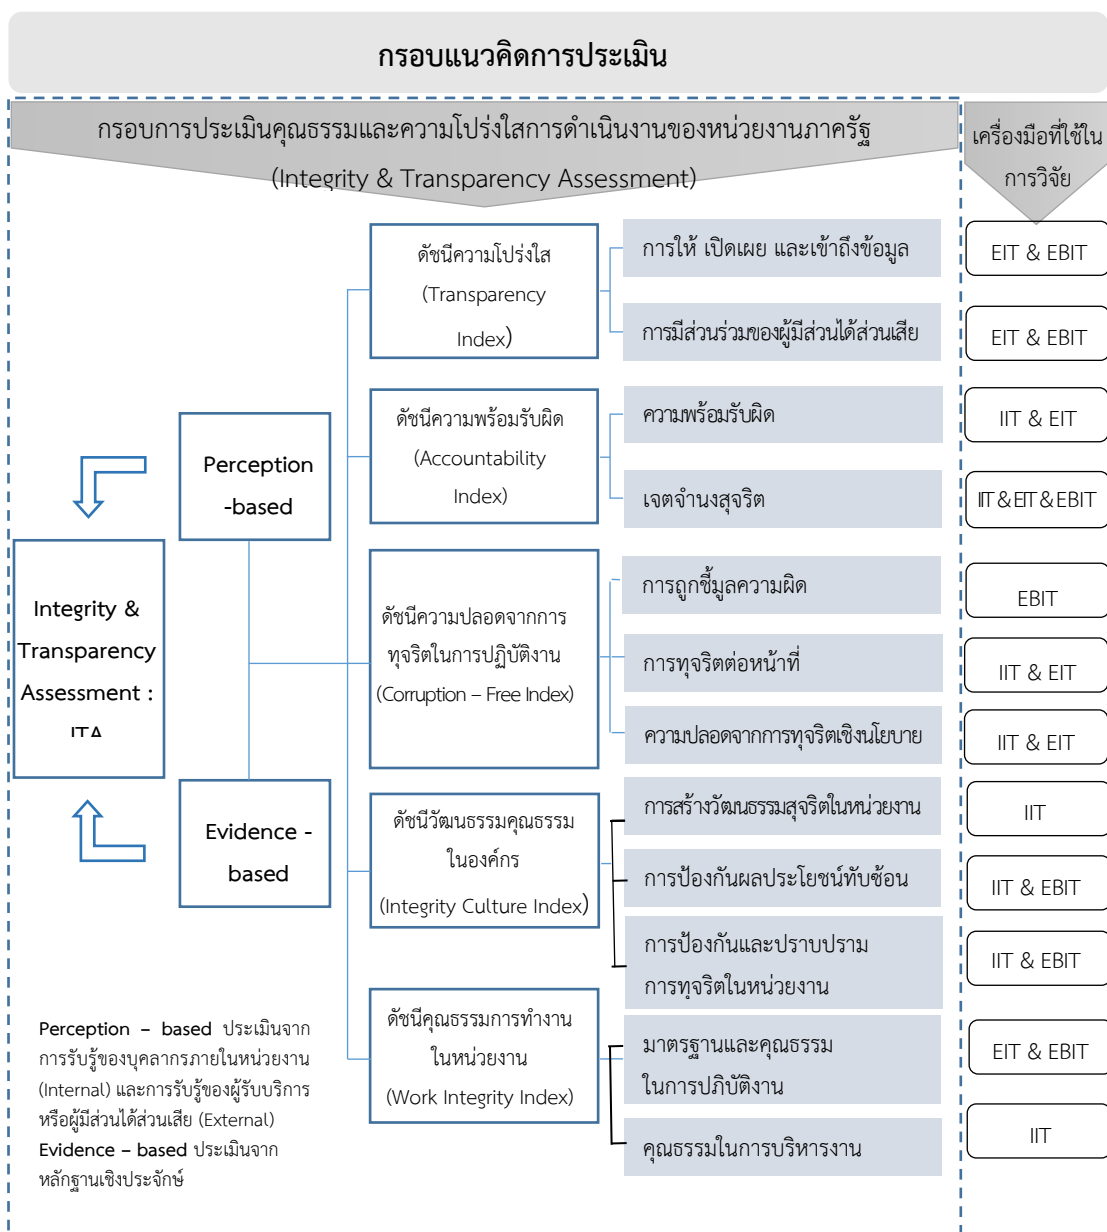 กรอบแนวคิดการประเมิน
กรอบการประเมินคุณธรรมและความโปร่งใสการดำเนินงานของหน่วยงานภาครัฐ
(Integrity & Transparency Assessment)
เครื่องมือที่ใช้ใน
การวิจัย
Integrity &
Transparency
Assessment :
ITA
Perception
-based
Evidence -
based
ดัชนีความโปร่งใส
(Transparency
Index)
การให้ เปิดเผย และเข้าถึงข้อมูล
EIT & EBIT
การมีส่วนร่วมของผู้มีส่วนได้ส่วนเสีย
EIT & EBIT
ดัชนีความพร้อมรับผิด
(Accountability
Index)
ความพร้อมรับผิด
IIT & EIT
เจตจำนงสุจริต
IIT & EIT & EBIT
ดัชนีความปลอดจากการ
ทุจริตในการปฏิบัติงาน
(Corruption – Free Index)
การถูกชี้มูลความผิด
EBIT
การทุจริตต่อหน้าที่
IIT & EIT
ความปลอดจากการทุจริตเชิงนโยบาย
IIT & EIT
ดัชนีวัฒนธรรมคุณธรรม
ในองค์กร
(Integrity Culture Index)
การสร้างวัฒนธรรมสุจริตในหน่วยงาน
IIT
การป้องกันผลประโยชน์ทับซ้อน
IIT & EBIT
การป้องกันและปราบปราม
การทุจริตในหน่วยงาน
IIT & EBIT
ดัชนีคุณธรรมการทำงาน
ในหน่วยงาน
(Work Integrity Index)
มาตรฐานและคุณธรรม
ในการปฏิบัติงาน
EIT & EBIT
คุณธรรมในการบริหารงาน
IIT
Perception – based ประเมินจาก
การรับรู้ของบุคลากรภายในหน่วยงาน
(Internal) และการรับรู้ของผู้รับบริการ
หรือผู้มีส่วนได้ส่วนเสีย (External)
Evidence – based ประเมินจาก
หลักฐานเชิงประจักษ์